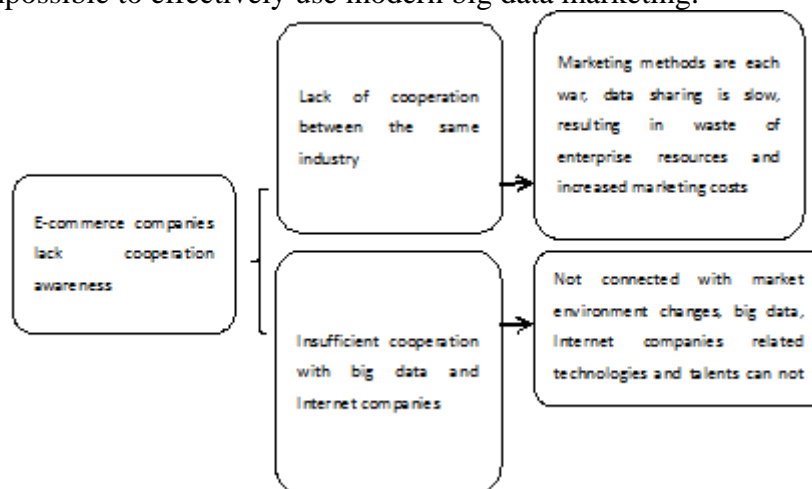 possible to effectively use modern big data marketing.
Lack of cooperation
between the same
industry
Marketing methods are each
war, data sharing is slow,
resulting in waste of
enterprise resources and
increased marketing costs
E-commerce companies
lack cooperation
awareness
Insufficient cooperation
with big data and
Internet companies
Not connected with market
environment changes, big data,
Internet companies related
technologies and talents can not